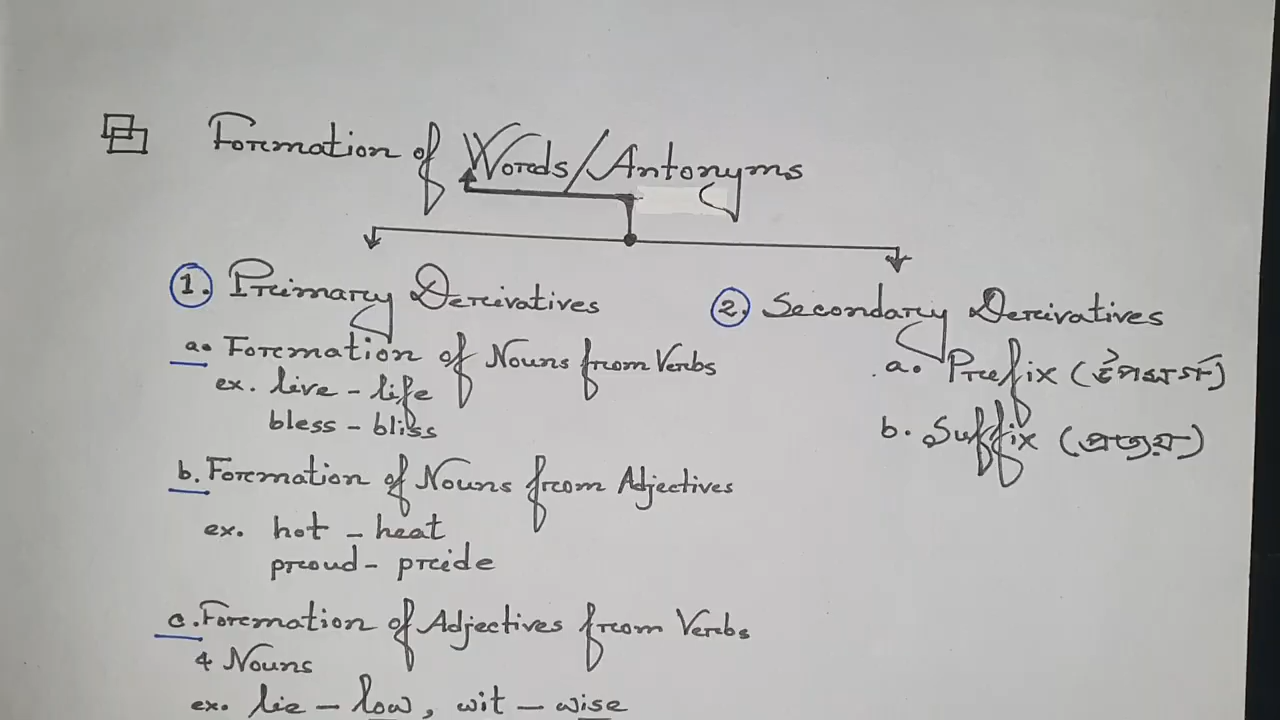 Formation of Words/Antonyms
1. Primary Derivatives
a. Formation of Nouns from Verbs
ex. live - life
bless - bliss
b. Formation of Nouns from Adjectives
ex. hot - heat
proud - pride
c. Formation of Adjectives from Verbs
& Nouns
ex. lie - low, wit - wise
2. Secondary Derivatives
a. Prefix (উপসর্গ)
b. Suffix (প্রত্যয়)